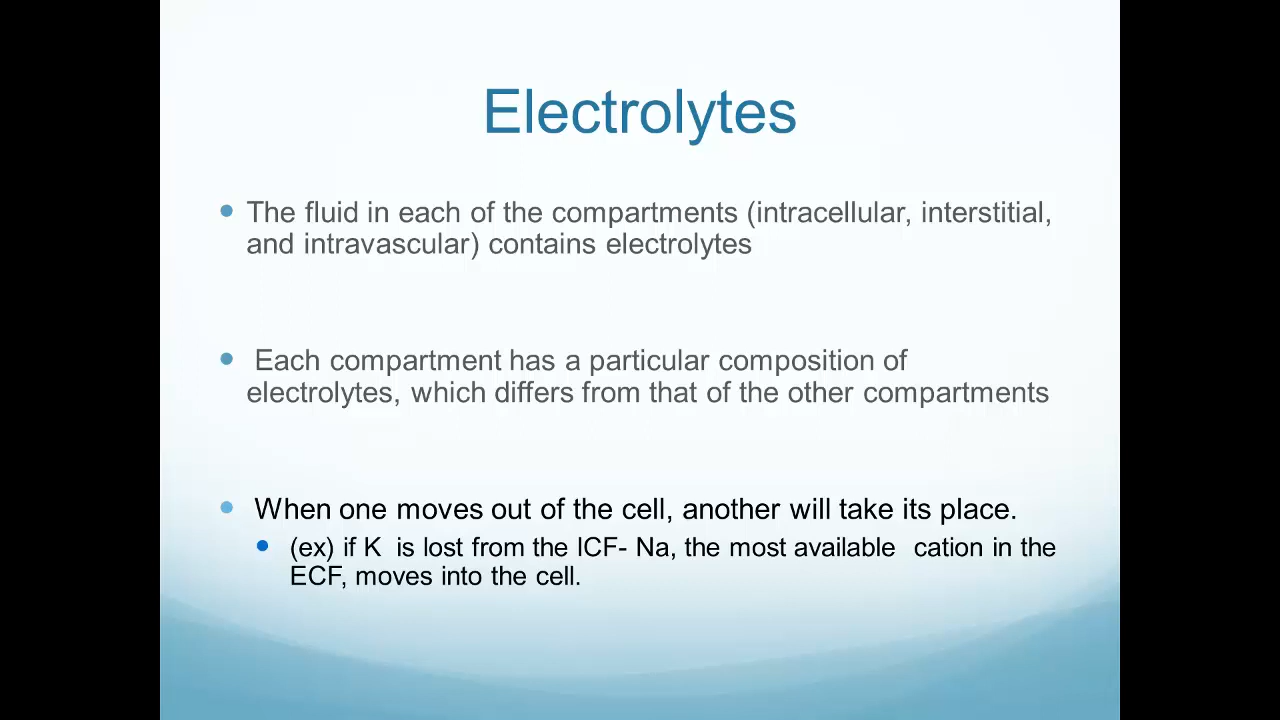 Electrolytes
• The fluid in each of the compartments (intracellular, interstitial,
and intravascular) contains electrolytes
• Each compartment has a particular composition of
electrolytes, which differs from that of the other compartments
• When one moves out of the cell, another will take its place.
• (ex) if K is lost from the ICF- Na, the most available cation in the
ECF, moves into the cell.